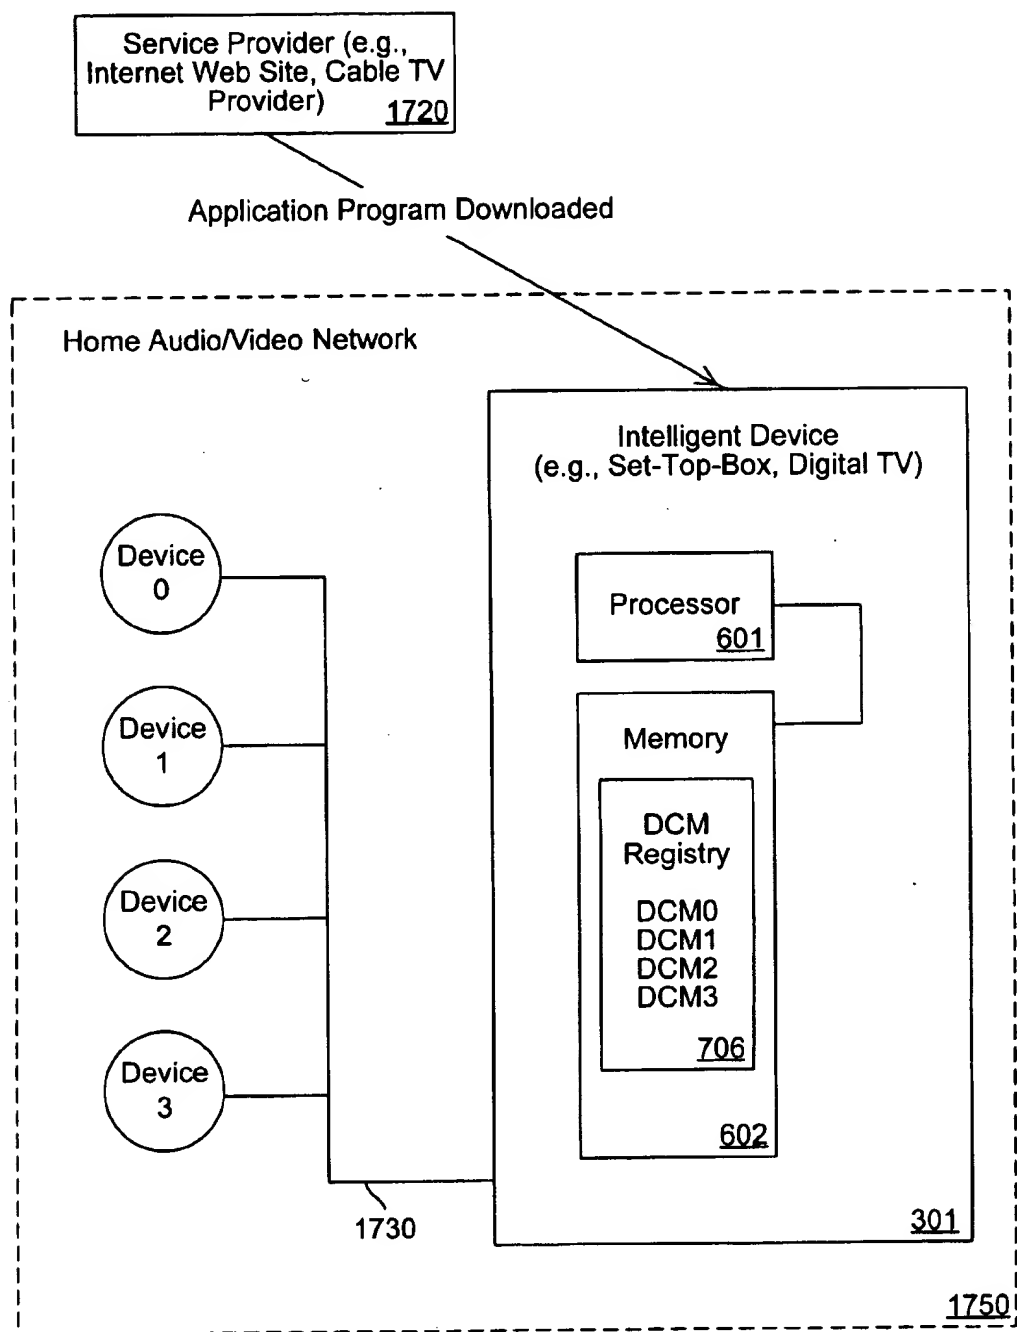 Service Provider (e.g.,
Internet Web Site, Cable TV
Provider)
1720
Application Program Downloaded
Home Audio/Video Network
Intelligent Device
(e.g., Set-Top-Box, Digital TV)
Device
0
Processor
601
Device
1
Memory
DCM
Registry
Device
2
DCM0
DCM1
DCM2
DCM3
706
Device
3
602
1730
301
1750